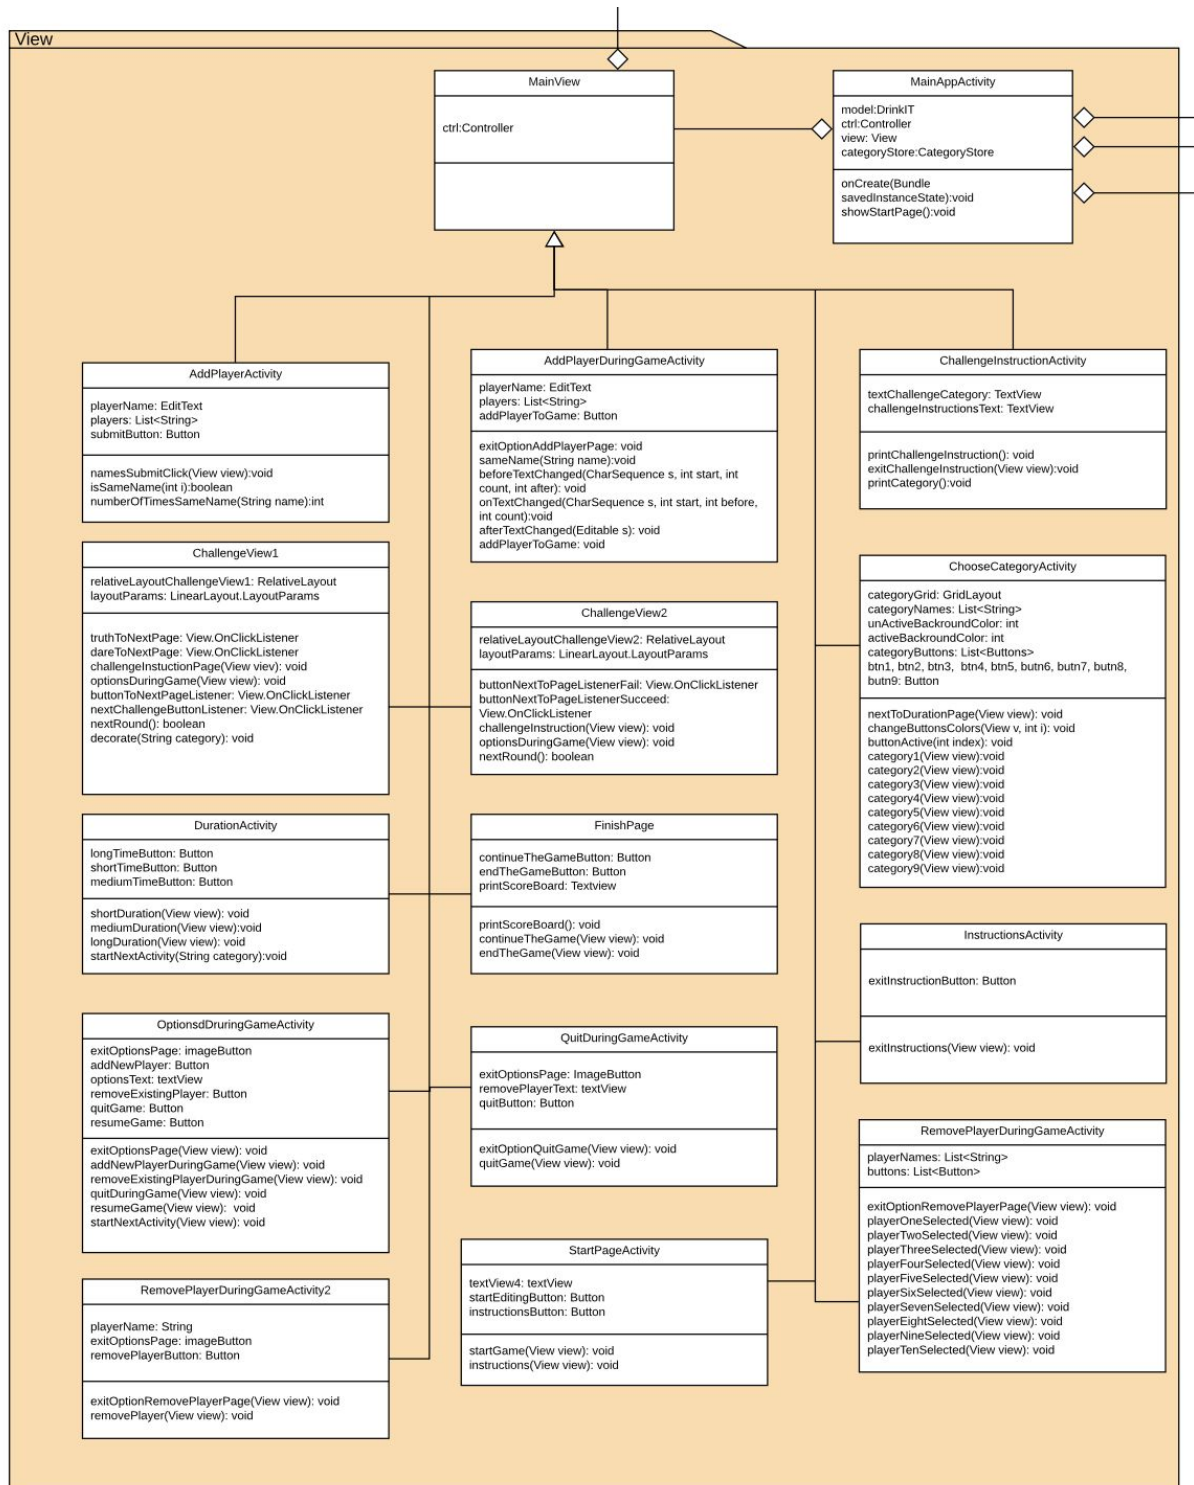 View
MainView
ctrl:Controller
MainAppActivity
model:DrinkIT
ctrl:Controller
view: View
categoryStore:CategoryStore
onCreate(Bundle
savedInstanceState):void
showStartPage():void
AddPlayerActivity
playerName: EditText
players: List<String>
submitButton: Button
namesSubmitClick(View view):void
isSameName(int i):boolean
numberOfTimesSameName(String name):int
AddPlayerDuringGameActivity
playerName: EditText
players: List<String>
addPlayerToGame: Button
exitOptionAddPlayerPage: void
sameName(String name):void
beforeTextChanged(CharSequence s, int start, int
count, int after): void
onTextChanged(CharSequence s, int start, int before,
int count):void
afterTextChanged(Editable s): void
addPlayerToGame: void
ChallengeInstructionActivity
textChallengeCategory: TextView
challengeInstructionsText: TextView
printChallengeInstruction(): void
exitChallengeInstruction(View view):void
printCategory():void
ChallengeView1
relativeLayoutChallengeView1: RelativeLayout
layoutParams: LinearLayout.LayoutParams
truthToNextPage: View.OnClickListener
dareToNextPage: View.OnClickListener
challengeInstuctionPage(View viev): void
optionsDuringGame(View view): void
buttonToNextPageListener: View.OnClickListener
nextChallengeButtonListener: View.OnClickListener
nextRound(): boolean
decorate(String category): void
ChallengeView2
relativeLayoutChallengeView2: RelativeLayout
layoutParams: LinearLayout.LayoutParams
buttonNextToPageListenerFail: View.OnClickListener
buttonNextToPageListenerSucceed:
View.OnClickListener
challengeInstruction(View view): void
optionsDuringGame(View view): void
nextRound(): boolean
ChooseCategoryActivity
categoryGrid: GridLayout
categoryNames: List<String>
unActiveBackroundColor: int
activeBackroundColor: int
categoryButtons: List<Buttons>
btn1, btn2, btn3, btn4, btn5, butn6, butn7, butn8,
butn9: Button
nextToDurationPage(View view): void
changeButtonsColors(View v, int i): void
buttonActive(int index): void
category1(View view):void
category2(View view):void
category3(View view):void
category4(View view):void
category5(View view):void
category6(View view):void
category7(View view):void
category8(View view):void
category9(View view):void
DurationActivity
longTimeButton: Button
shortTimeButton: Button
mediumTimeButton: Button
shortDuration(View view): void
mediumDuration(View view):void
longDuration(View view): void
startNextActivity(String category):void
FinishPage
continueTheGameButton: Button
endTheGameButton: Button
printScoreBoard: Textview
printScoreBoard(): void
continueTheGame(View view): void
endTheGame(View view): void
InstructionsActivity
exitInstructionButton: Button
exitInstructions(View view): void
OptionsdDruringGameActivity
exitOptionsPage: imageButton
addNewPlayer: Button
optionsText: textView
removeExistingPlayer: Button
quitGame: Button
resumeGame: Button
exitOptionsPage(View view): void
addNewPlayerDuringGame(View view): void
removeExistingPlayerDuringGame(View view): void
quitDuringGame(View view): void
resumeGame(View view): void
startNextActivity(View view): void
QuitDuringGameActivity
exitOptionsPage: ImageButton
removePlayerText: textView
quitButton: Button
exitOptionQuitGame(View view): void
quitGame(View view): void
RemovePlayerDuringGameActivity
playerNames: List<String>
buttons: List<Button>
exitOptionRemovePlayerPage(View view): void
playerOneSelected(View view): void
playerTwoSelected(View view): void
playerThreeSelected(View view): void
playerFourSelected(View view): void
playerFiveSelected(View view): void
playerSixSelected(View view): void
playerSevenSelected(View view): void
playerEightSelected(View view): void
playerNineSelected(View view): void
playerTenSelected(View view): void
StartPageActivity
textView4: textView
startEditingButton: Button
instructionsButton: Button
startGame(View view): void
instructions(View view): void
RemovePlayerDuringGameActivity2
playerName: String
exitOptionsPage: imageButton
removePlayerButton: Button
exitOptionRemovePlayerPage(View view): void
removePlayer(View view): void